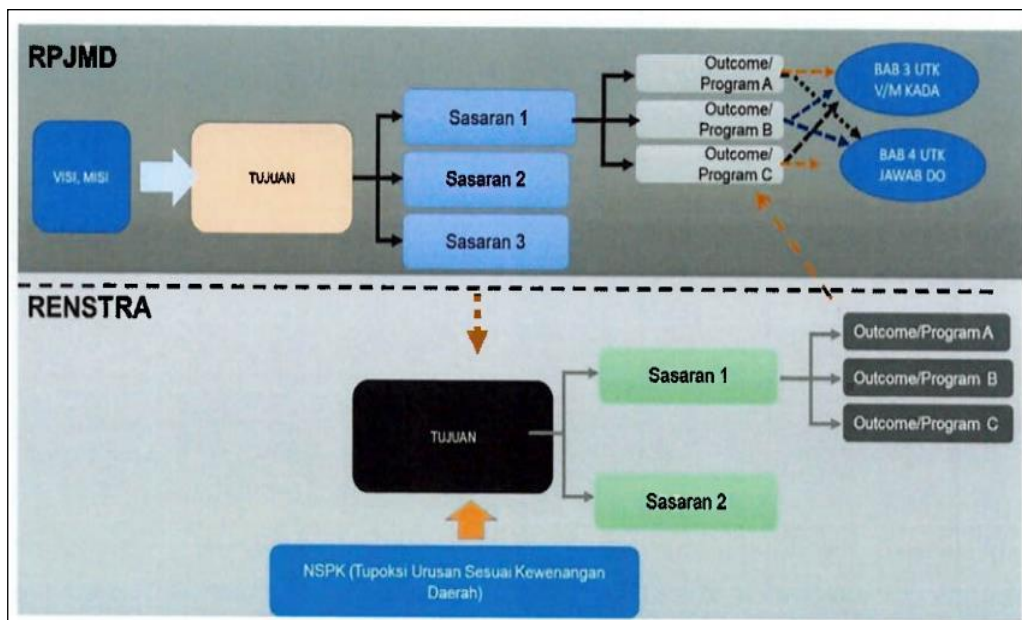 RPJMD
VISI, MISI
TUJUAN
Sasaran 1
Sasaran 2
Sasaran 3
Outcome/
Program A
Outcome/
Program B
Outcome/
Program C
BAB 3 UTK
V/M KADA
BAB 4 UTK
JAWAB DO
RENSTRA
TUJUAN
Sasaran 1
Sasaran 2
Outcome/Program A
Outcome/Program B
Outcome/Program C
NSPK (Tupoksi Urusan Sesuai Kewenangan
Daerah)